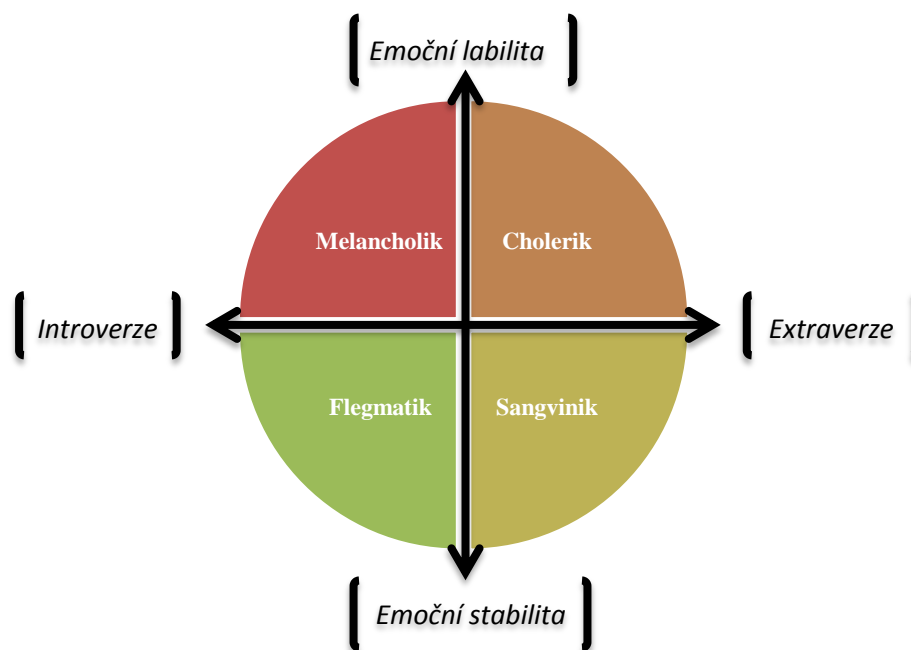 Emoční labilita
Melancholik
Cholerik
Introverze
Extraverze
Flegmatik
Sangvinik
Emoční stabilita